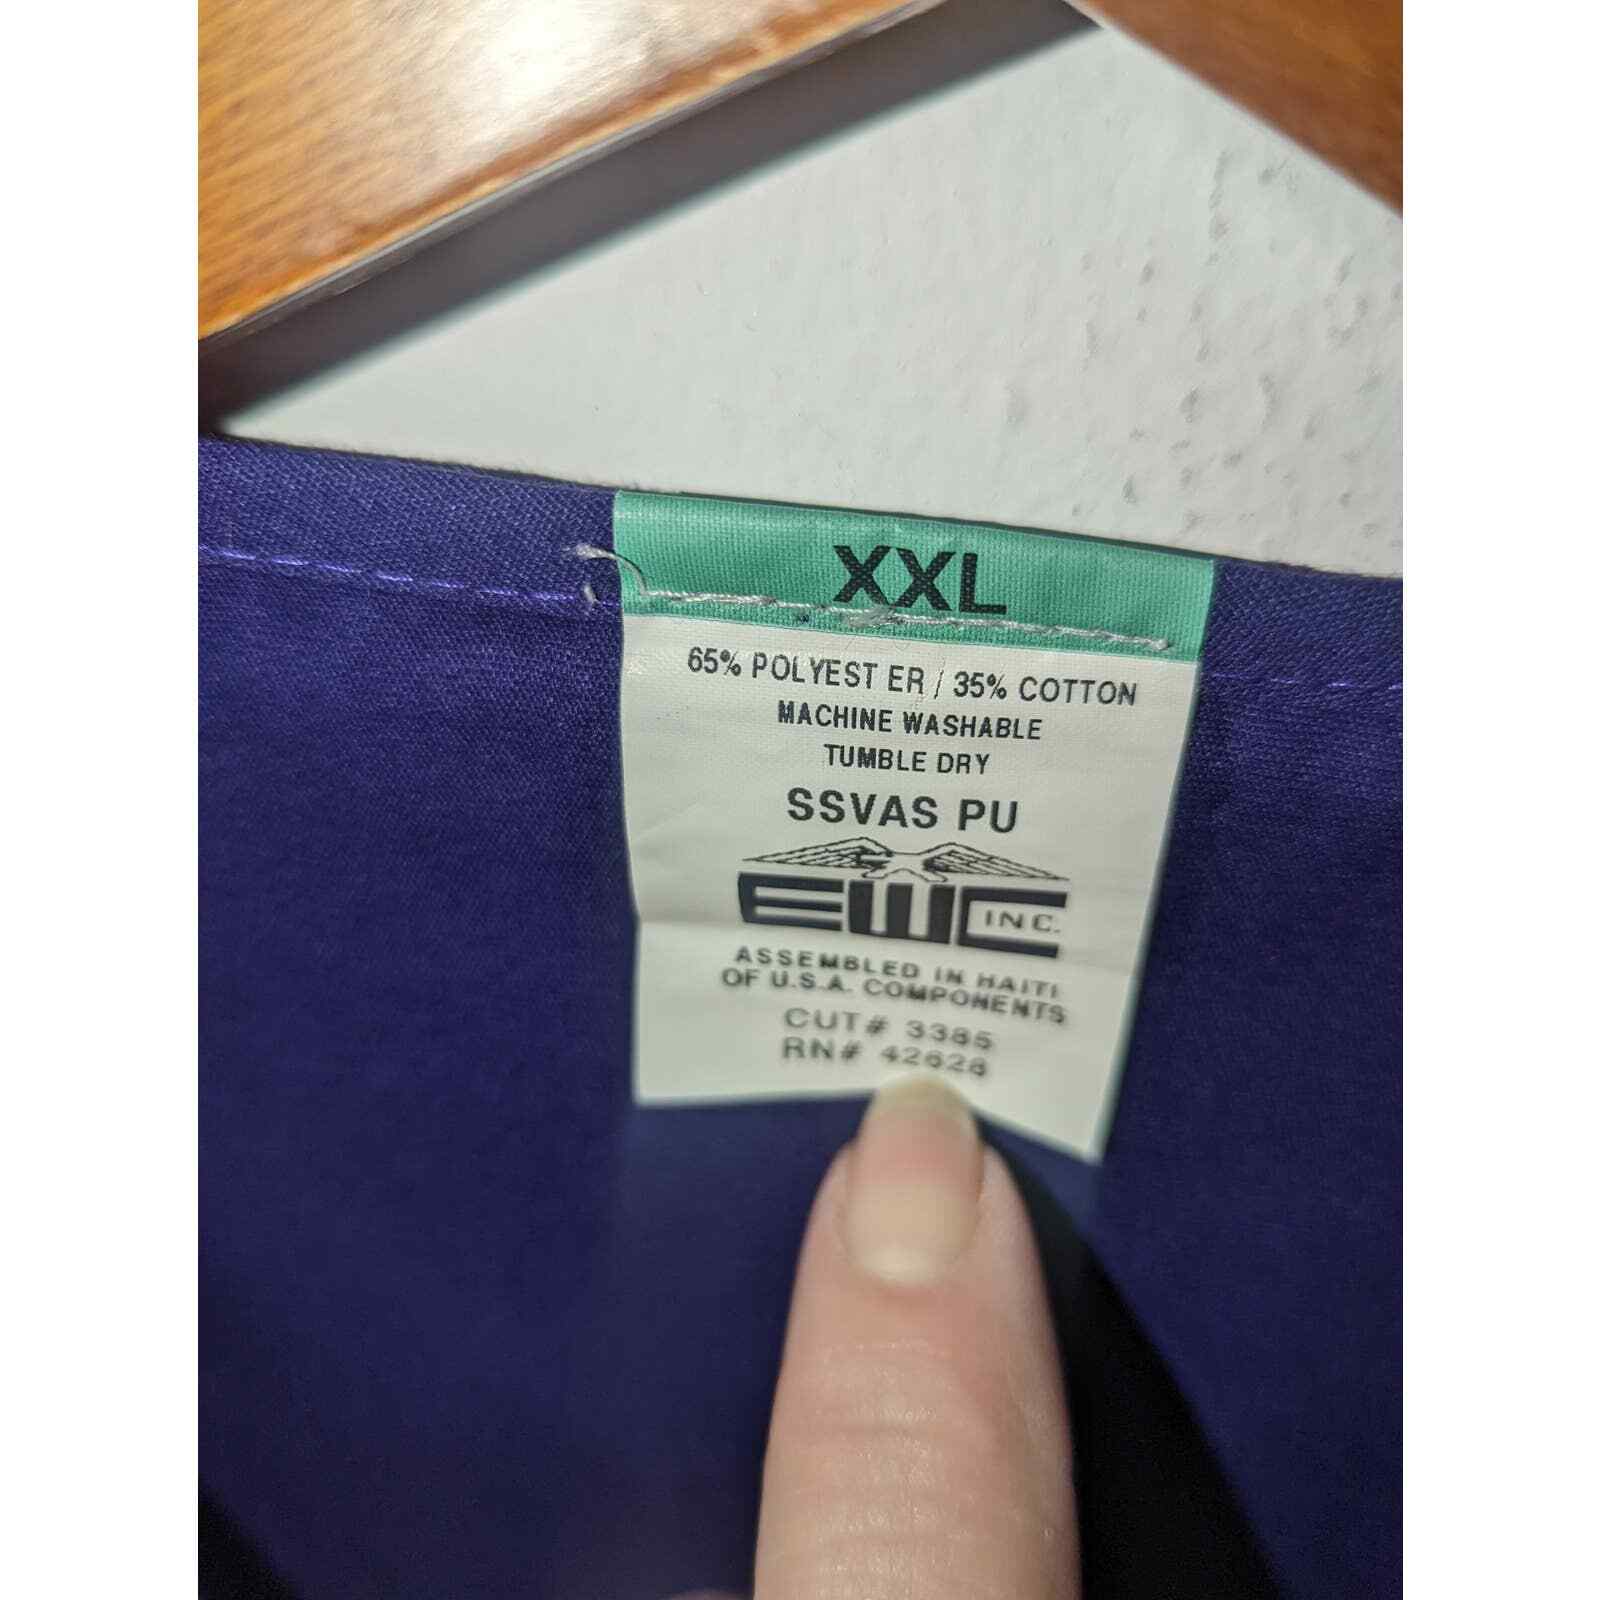 XXL
65% POLYEST ER / 35% COTTON
MACHINE WASHABLE
TUMBLE DRY
SSVAS PU
EWC INC.
ASSEMBLED IN HAITI
OF U.S.A. COMPONENTS
CUT# 3385
RN# 42628